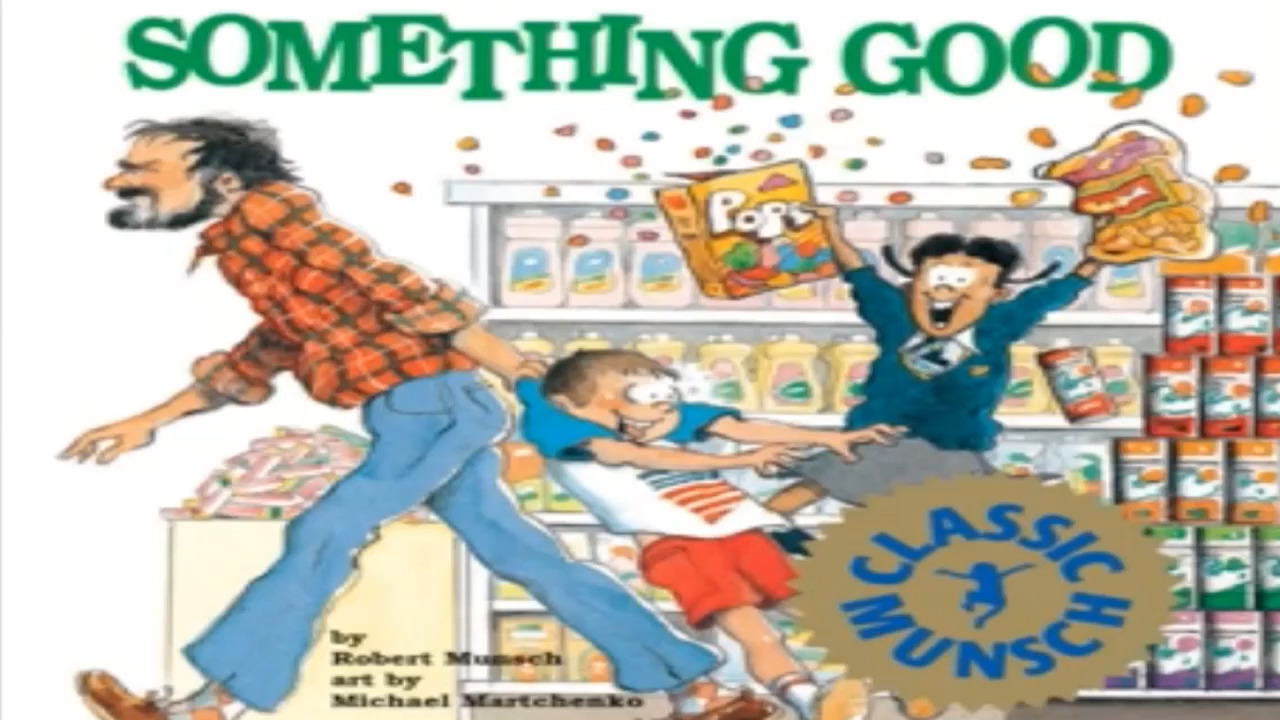 SOMETHING GOOD
Pops
CLASSIC
MUNSCH
by
Robert Munsch
art by
Michael Martchenko